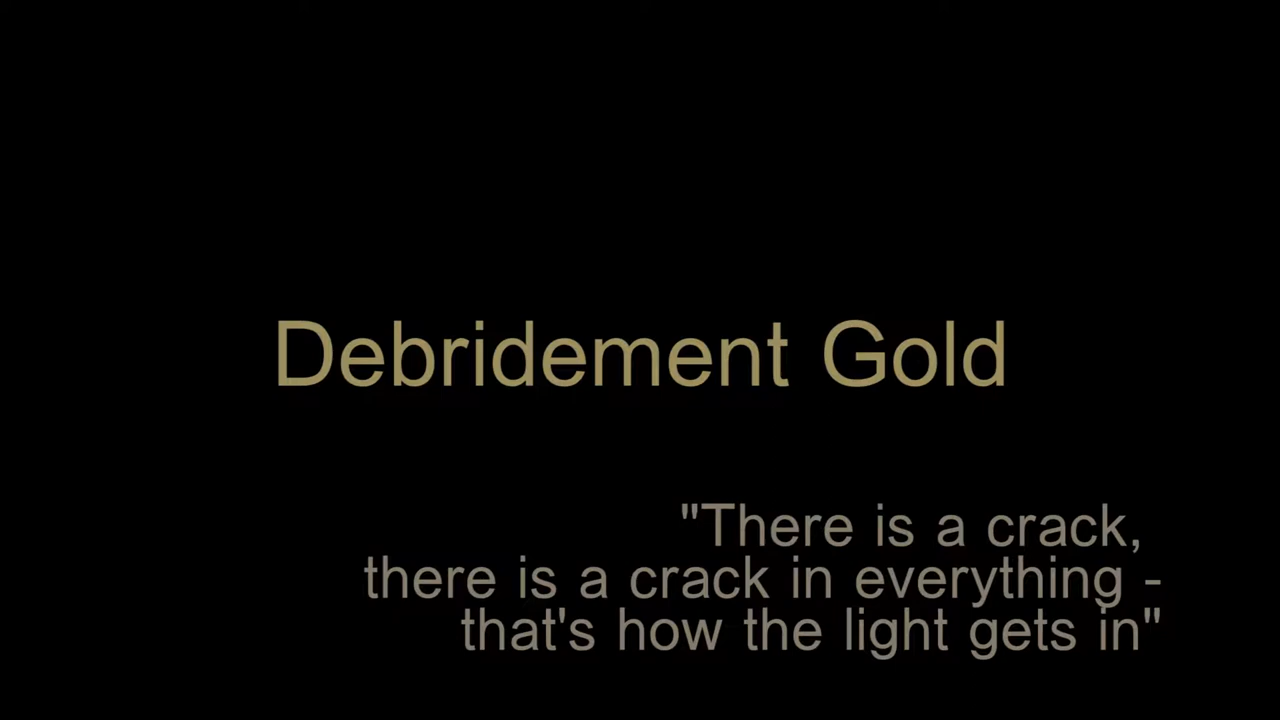 Debridement Gold
"There is a crack,
there is a crack in everything -
that's how the light gets in"